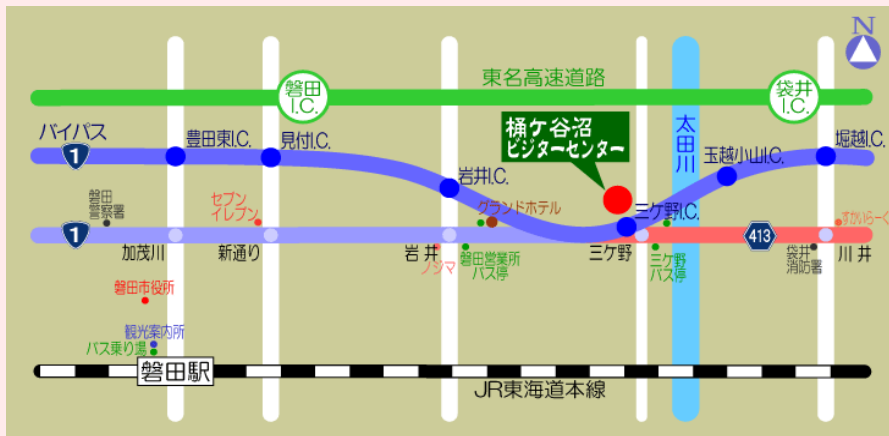 N
東名高速道路
磐田
I.C.
袋井
I.C.
バイパス
1
豊田東I.C.
見付I.C.
岩井I.C.
桶ケ谷沼
ビジターセンター
太田川
玉越小山I.C.
堀越I.C.
三ケ野I.C.
磐田
警察署
セブン
イレブン
グランドホテル
すかいらーく
1
413
加茂川
新通り
岩井
ノジマ
磐田営業所
バス停
三ケ野
三ケ野
バス停
袋井
消防署
川井
磐田市役所
観光案内所
バス乗り場
磐田駅
JR東海道本線